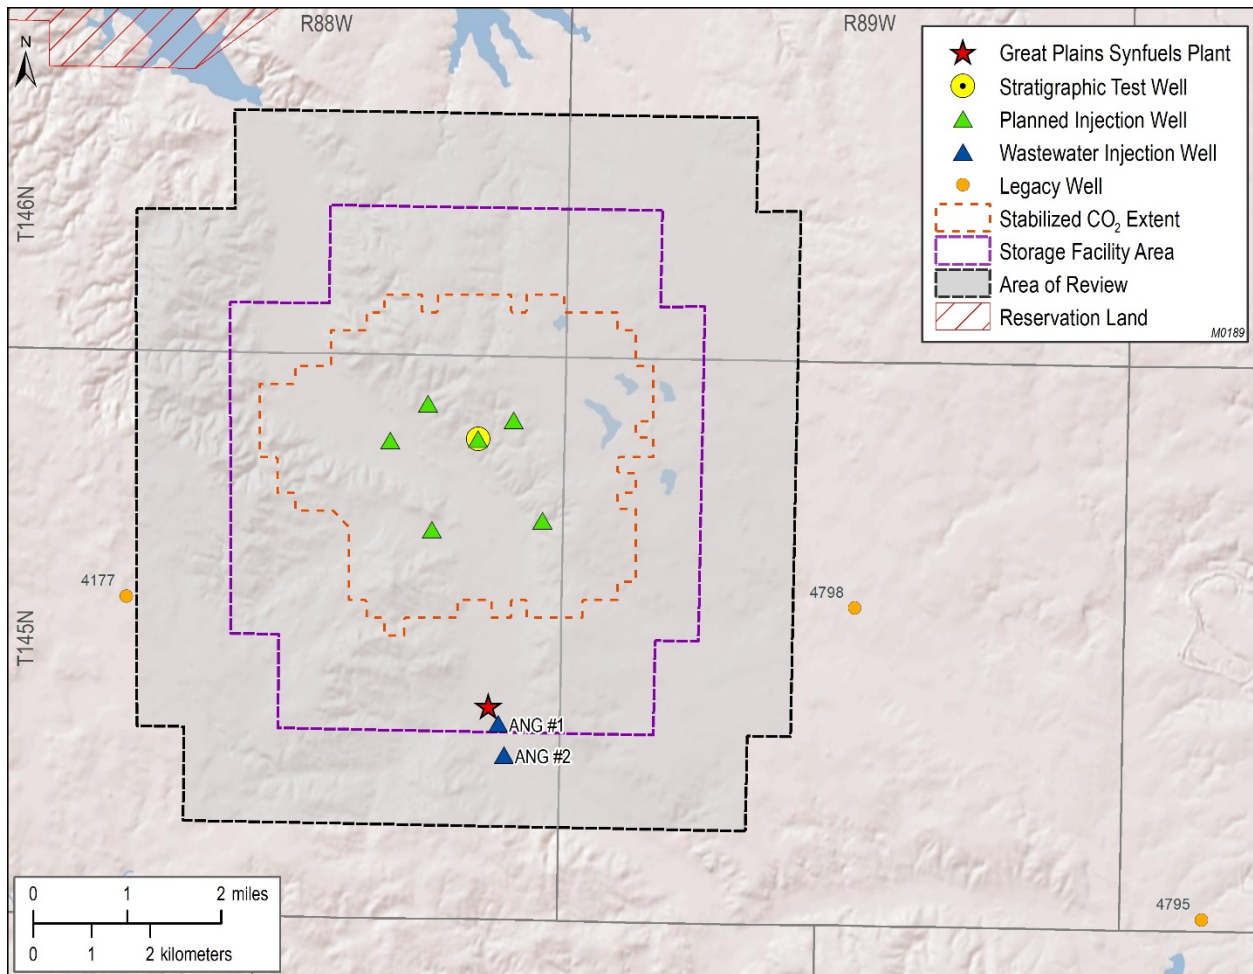 R88W
R89W
N
Great Plains Synfuels Plant
Stratigraphic Test Well
Planned Injection Well
Wastewater Injection Well
Legacy Well
Stabilized CO₂ Extent
Storage Facility Area
Area of Review
Reservation Land
M0189
T146N
4177
4798
T145N
ANG #1
ANG #2
0 1 2 miles
0 1 2 kilometers
4795